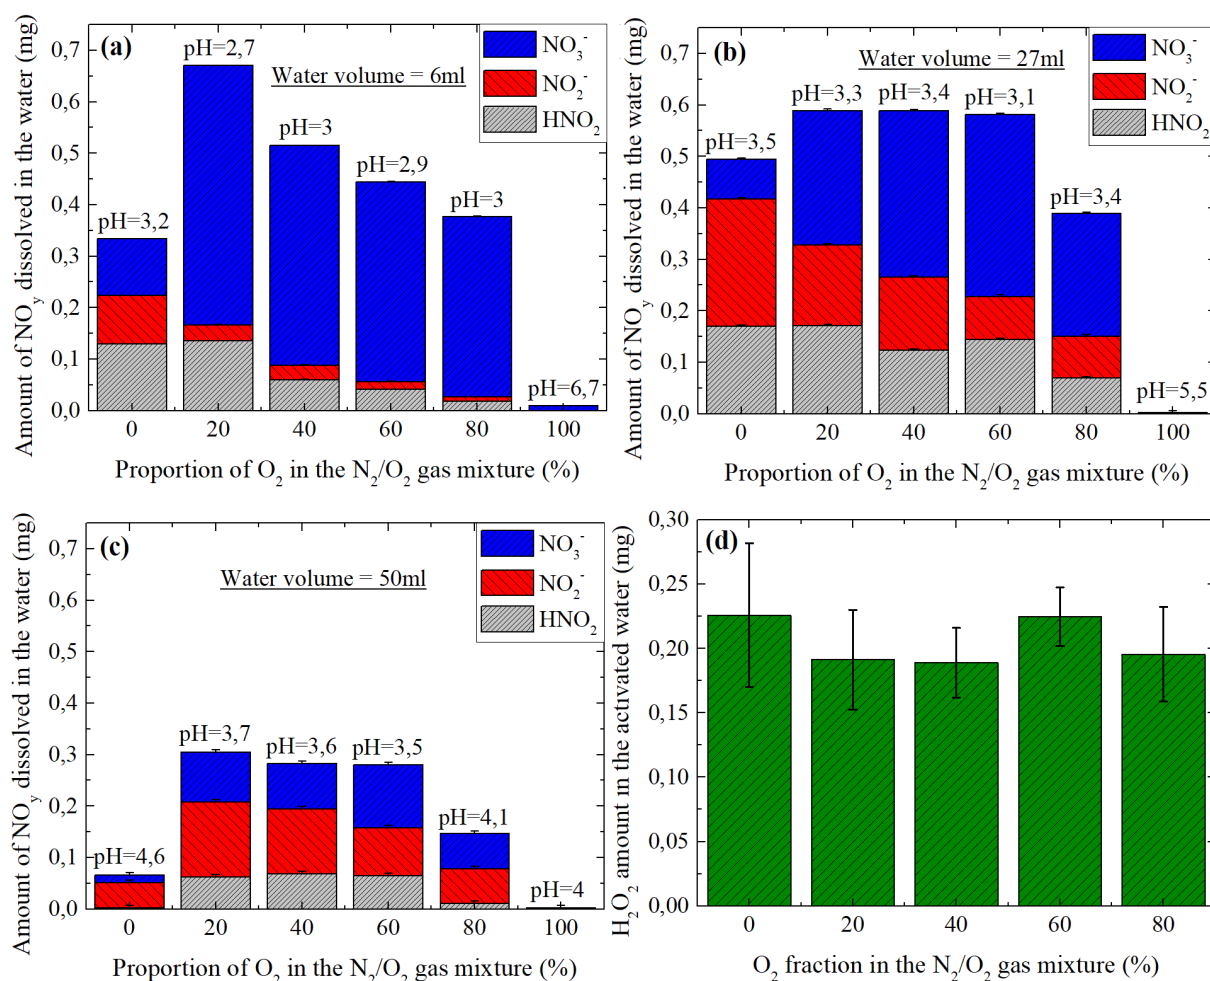 Amount of NOy dissolved in the water (mg)
(a)
NO3-
NO2-
HNO2
Water volume = 6ml
0,7
0,6
0,5
0,4
0,3
0,2
0,1
0,0
pH=3,2
pH=2,7
pH=3
pH=2,9
pH=3
pH=6,7
0 20 40 60 80 100
Proportion of O2 in the N2/O2 gas mixture (%)
Amount of NOy dissolved in the water (mg)
(b)
NO3-
NO2-
HNO2
Water volume = 27ml
0,7
0,6
0,5
0,4
0,3
0,2
0,1
0,0
pH=3,5
pH=3,3
pH=3,4
pH=3,1
pH=3,4
pH=5,5
0 20 40 60 80 100
Proportion of O2 in the N2/O2 gas mixture (%)
Amount of NOy dissolved in the water (mg)
(c)
NO3-
NO2-
HNO2
Water volume = 50ml
0,7
0,6
0,5
0,4
0,3
0,2
0,1
0,0
pH=4,6
pH=3,7
pH=3,6
pH=3,5
pH=4,1
pH=4
0 20 40 60 80 100
Proportion of O2 in the N2/O2 gas mixture (%)
H2O2 amount in the activated water (mg)
(d)
0,30
0,25
0,20
0,15
0,10
0,05
0,00
0 20 40 60 80
O2 fraction in the N2/O2 gas mixture (%)